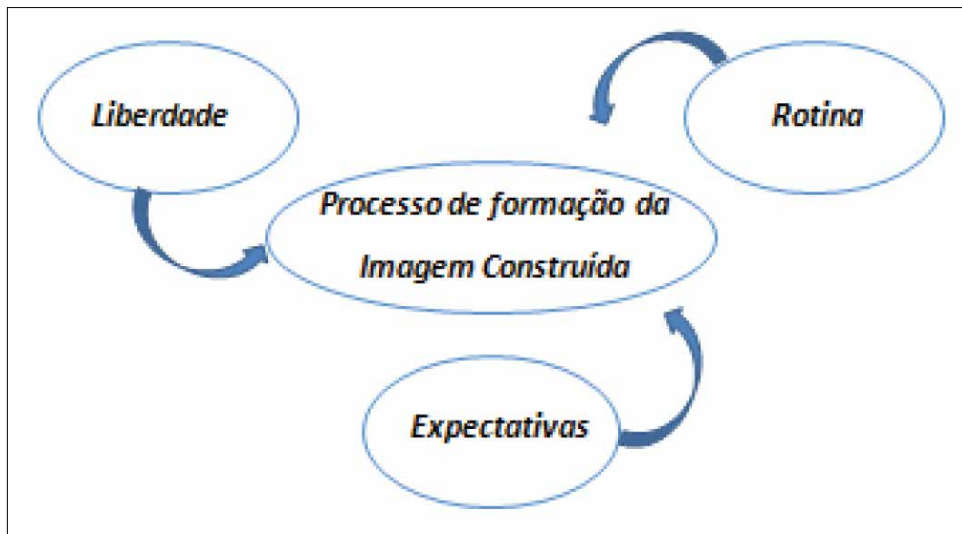 Liberdade
Rotina
Processo de formação da
Imagem Construída
Expectativas